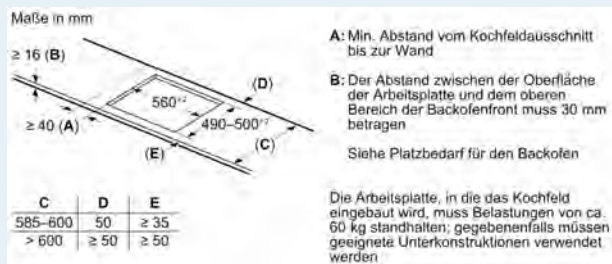 Maße in mm
≥ 16 (B)
(D)
560⁺²
490–500⁺²
≥ 40 (A)
(C)
(E)
C D E
585–600 50 ≥ 35
> 600 ≥ 50 ≥ 50
A: Min. Abstand vom Kochfeldausschnitt
bis zur Wand
B: Der Abstand zwischen der Oberfläche
der Arbeitsplatte und dem oberen
Bereich der Backofenfront muss 30 mm
betragen
Siehe Platzbedarf für den Backofen
Die Arbeitsplatte, in die das Kochfeld
eingebaut wird, muss Belastungen von ca.
60 kg standhalten; gegebenenfalls müssen
geeignete Unterkonstruktionen verwendet
werden